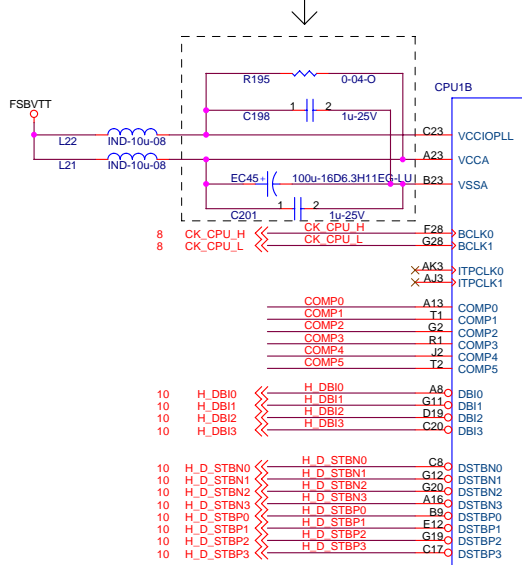 R195 0-04-O
CPU1B
FSBVTT
C198 1 2 1u-25V
L22 IND-10u-08 C23 VCCIOPLL
L21 IND-10u-08 A23 VCCA
EC45 + 100u-16D6.3H11EG-LU B23 VSSA
C201 1 2 1u-25V
8 CK_CPU_H CK_CPU_H F28 BCLK0
8 CK_CPU_L CK_CPU_L G28 BCLK1
AK3 ITPCLK0
AJ3 ITPCLK1
COMP0 A13 COMP0
COMP1 T1 COMP1
COMP2 G2 COMP2
COMP3 R1 COMP3
COMP4 J2 COMP4
COMP5 T2 COMP5
10 H_DBI0 H_DBI0 A8 DBI0
10 H_DBI1 H_DBI1 G11 DBI1
10 H_DBI2 H_DBI2 D19 DBI2
10 H_DBI3 H_DBI3 C20 DBI3
10 H_D_STBN0 H_D_STBN0 C8 DSTBN0
10 H_D_STBN1 H_D_STBN1 G12 DSTBN1
10 H_D_STBN2 H_D_STBN2 G20 DSTBN2
10 H_D_STBN3 H_D_STBN3 A16 DSTBN3
10 H_D_STBP0 H_D_STBP0 B9 DSTBP0
10 H_D_STBP1 H_D_STBP1 E12 DSTBP1
10 H_D_STBP2 H_D_STBP2 G19 DSTBP2
10 H_D_STBP3 H_D_STBP3 C17 DSTBP3